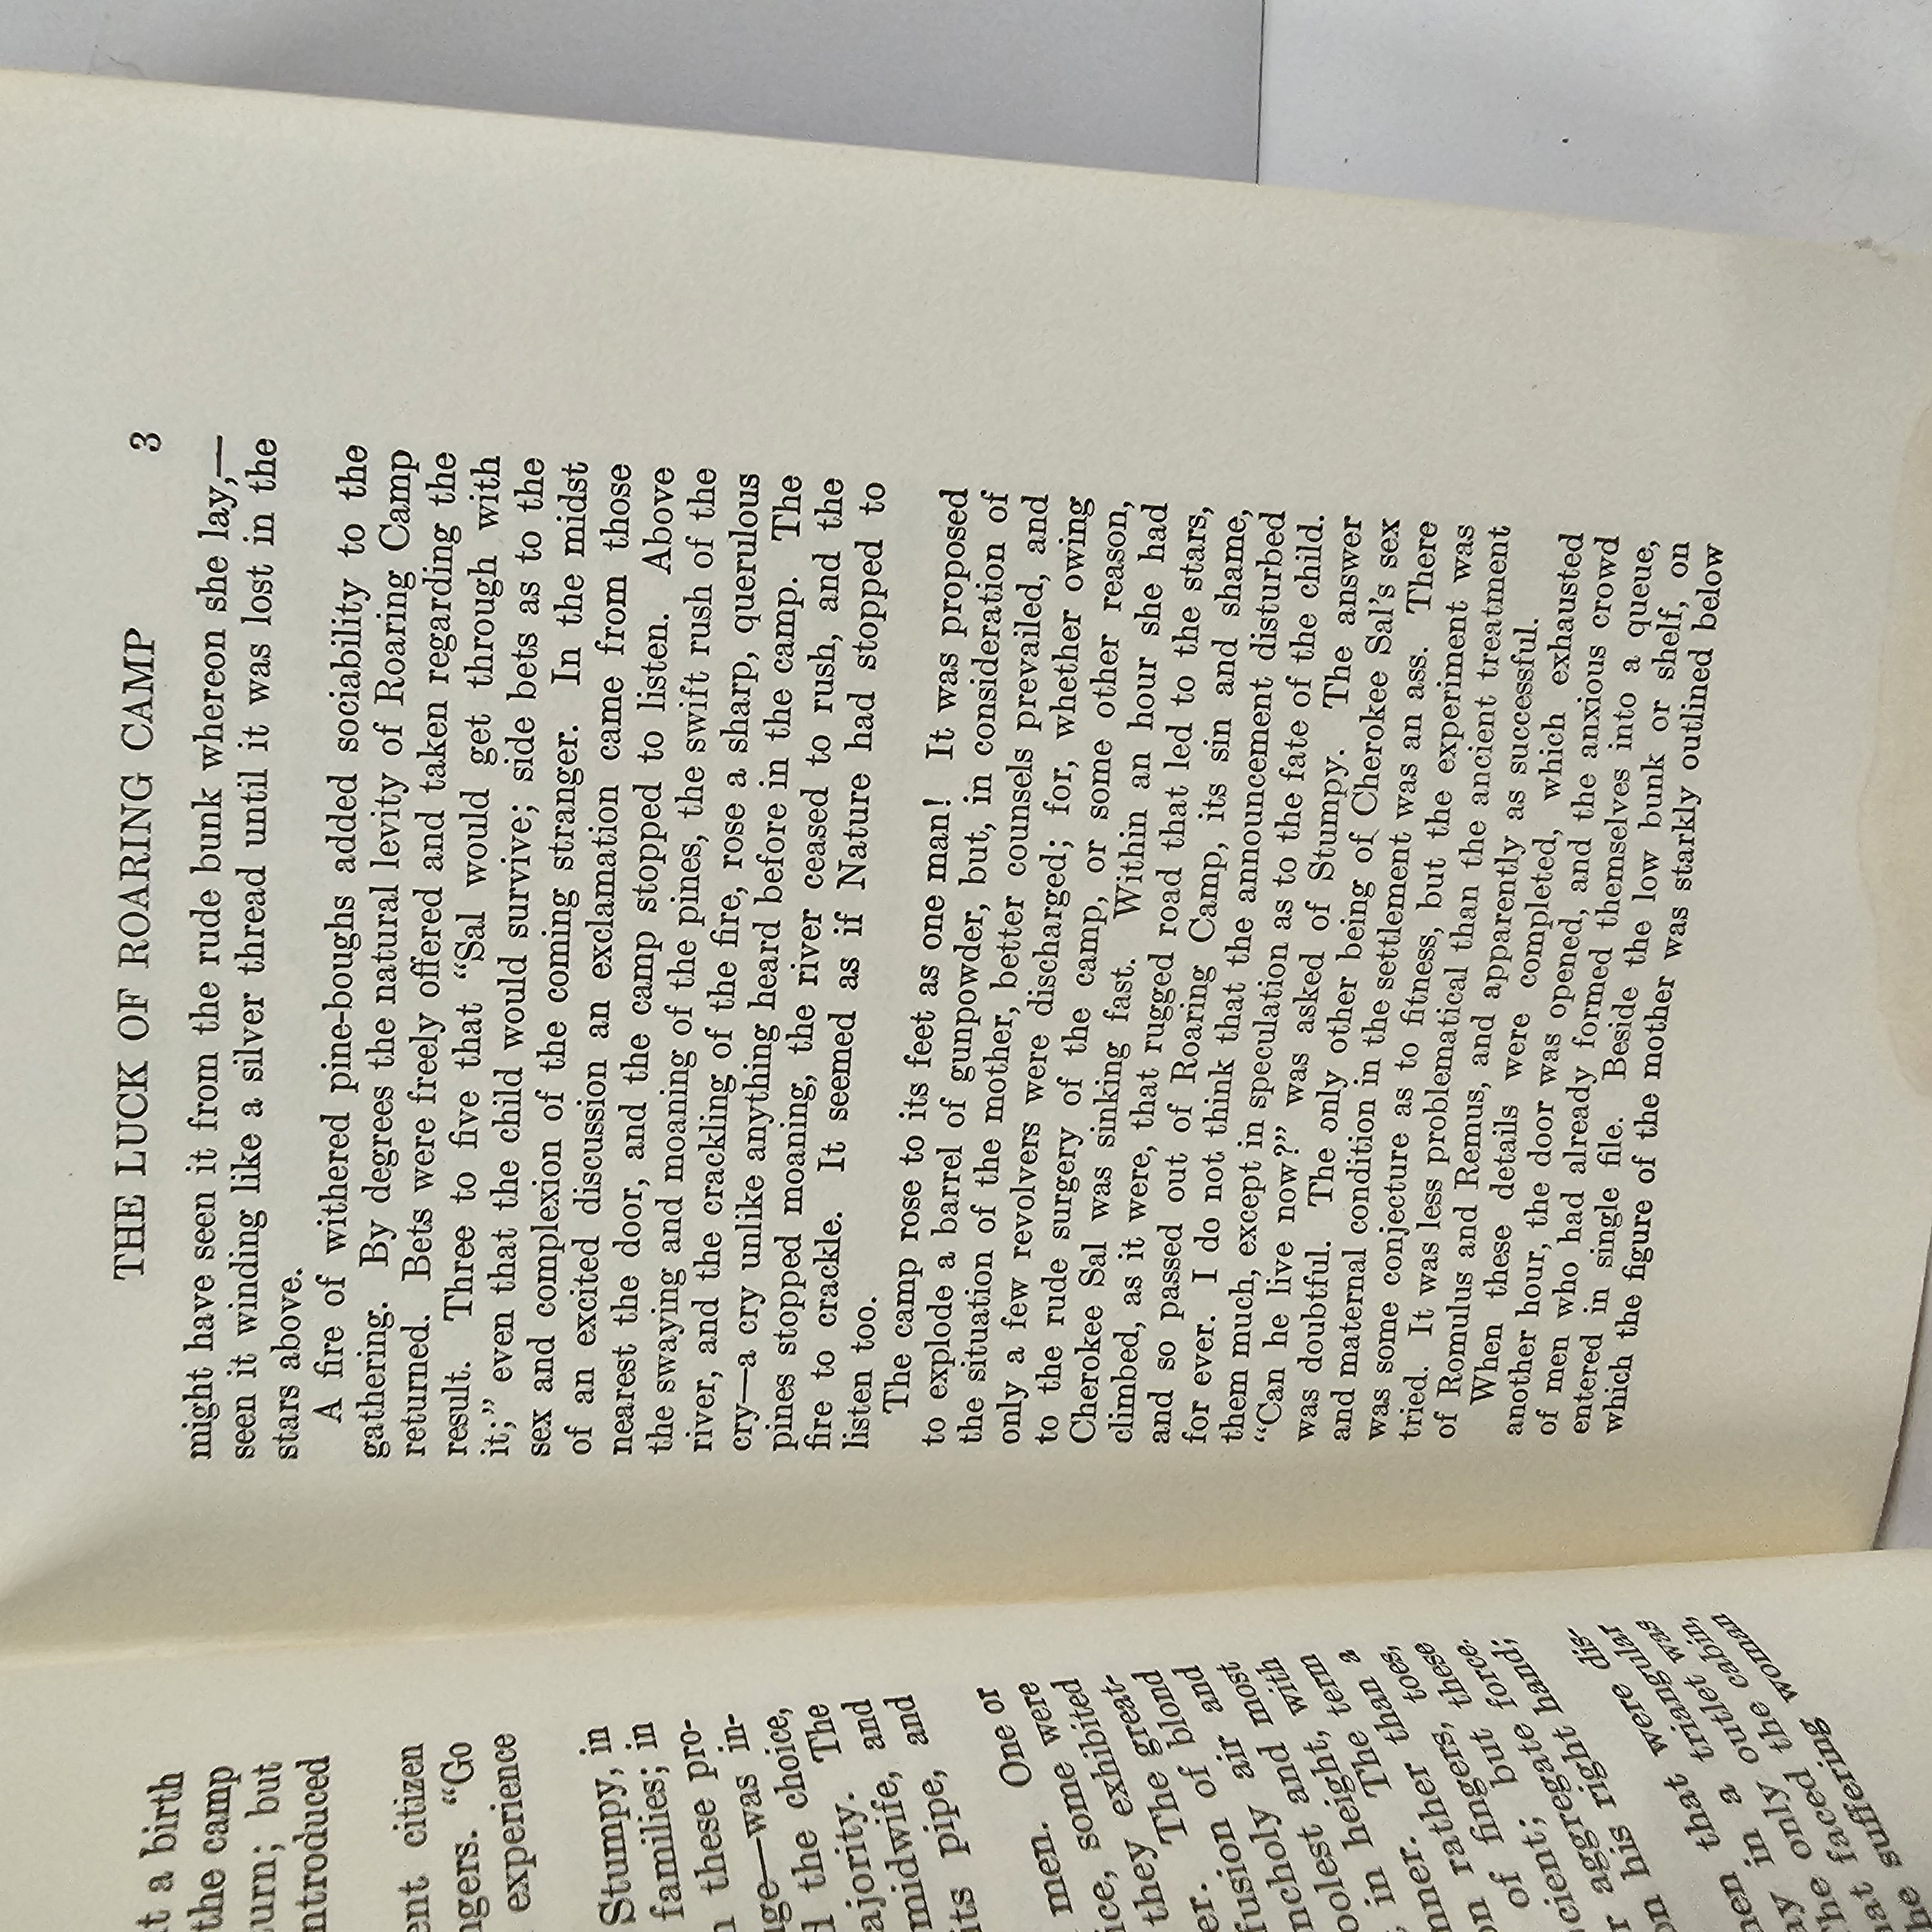 t a birth
the camp
urn; but
ntroduced
ent citizen
ngers. “Go
experience
Stumpy, in
families; in
these pro-
age—was in-
the choice,
ajority. The
midwife, and
its pipe, and
men. One or
ice, some were
they exhibited
er. The great-
fusion of blond
ncholy air and
oolest and most
in height, with
nner. The term
on rather than a
of fingers, toes,
cient; but these
r aggregate force.
on his right hand;
men that were dis-
ay in a triangular
The only outlet was
hat faced the cabin,
he suffering woman
THE LUCK OF ROARING CAMP 3
might have seen it from the rude bunk whereon she lay,—
seen it winding like a silver thread until it was lost in the
stars above.
A fire of withered pine-boughs added sociability to the
gathering. By degrees the natural levity of Roaring Camp
returned. Bets were freely offered and taken regarding the
result. Three to five that “Sal would get through with
it;” even that the child would survive; side bets as to the
sex and complexion of the coming stranger. In the midst
of an excited discussion an exclamation came from those
nearest the door, and the camp stopped to listen. Above
the swaying and moaning of the pines, the swift rush of the
river, and the crackling of the fire, rose a sharp, querulous
cry—a cry unlike anything heard before in the camp. The
pines stopped moaning, the river ceased to rush, and the
fire to crackle. It seemed as if Nature had stopped to
listen too.
The camp rose to its feet as one man! It was proposed
to explode a barrel of gunpowder, but, in consideration of
the situation of the mother, better counsels prevailed, and
only a few revolvers were discharged; for, whether owing
to the rude surgery of the camp, or some other reason,
Cherokee Sal was sinking fast. Within an hour she had
climbed, as it were, that rugged road that led to the stars,
and so passed out of Roaring Camp, its sin and shame,
for ever. I do not think that the announcement disturbed
them much, except in speculation as to the fate of the child.
“Can he live now?” was asked of Stumpy. The answer
was doubtful. The only other being of Cherokee Sal’s sex
and maternal condition in the settlement was an ass. There
was some conjecture as to fitness, but the experiment was
tried. It was less problematical than the ancient treatment
of Romulus and Remus, and apparently as successful.
When these details were completed, which exhausted
another hour, the door was opened, and the anxious crowd
of men who had already formed themselves into a queue,
entered in single file. Beside the low bunk or shelf, on
which the figure of the mother was starkly outlined below